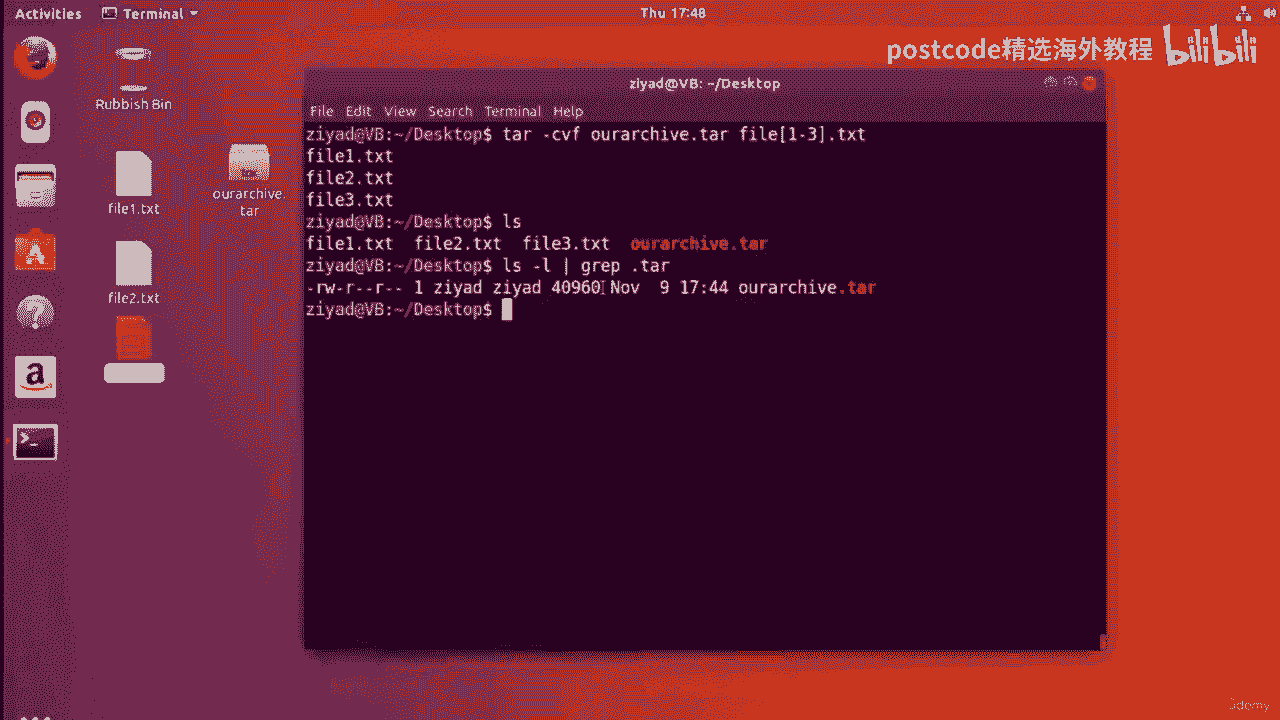 Activities
Terminal
Thu 17:48
postcode精选海外教程 bilibili
Rubbish Bin
file1.txt
ourarchive.
tar
file2.txt
ziyad@VB: ~/Desktop
File Edit View Search Terminal Help
ziyad@VB:~/Desktop$ tar -cvf ourarchive.tar file[1-3].txt
file1.txt
file2.txt
file3.txt
ziyad@VB:~/Desktop$ ls
file1.txt file2.txt file3.txt ourarchive.tar
ziyad@VB:~/Desktop$ ls -l | grep .tar
-rw-r--r-- 1 ziyad ziyad 40960 Nov 9 17:44 ourarchive.tar
ziyad@VB:~/Desktop$
Udemy